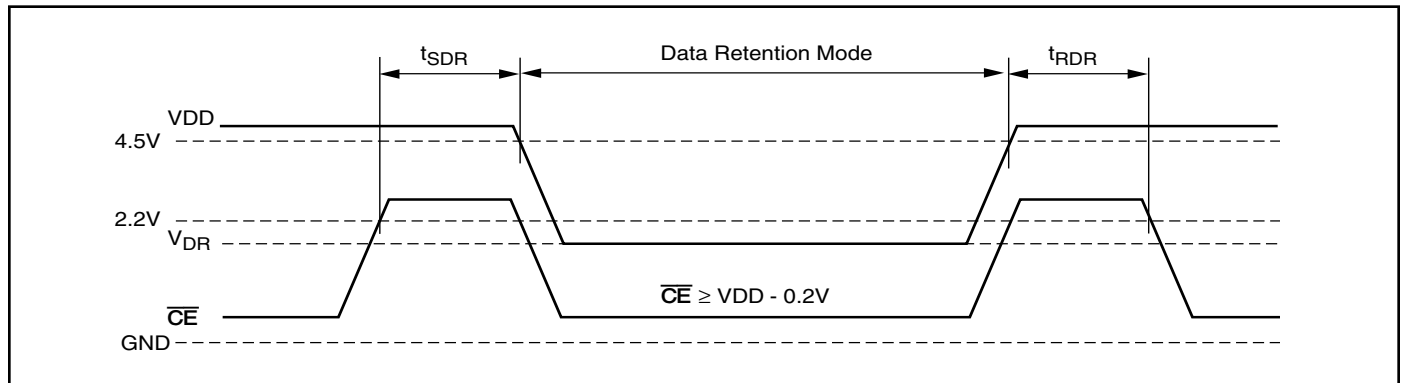 tSDR Data Retention Mode tRDR
VDD
4.5V
2.2V
VDR
CE ≥ VDD - 0.2V
CE
GND